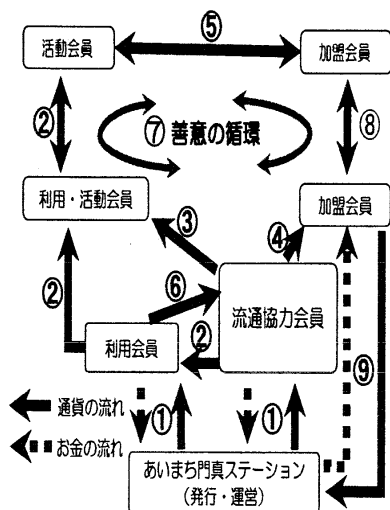 ⑤
活動会員
加盟会員
②
⑦ 善意の循環
⑧
利用・活動会員
加盟会員
③
④
②
⑥
流通協力会員
利用会員
②
⑨
通貨の流れ
①
①
お金の流れ
あいまち門真ステーション
(発行・運営)